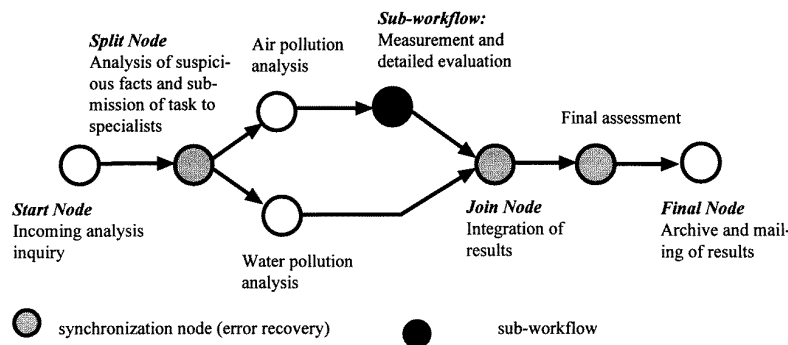 Split Node
Analysis of suspici-
ous facts and sub-
mission of task to
specialists
Air pollution
analysis
Sub-workflow:
Measurement and
detailed evaluation
Final assessment
Start Node
Incoming analysis
inquiry
Water pollution
analysis
Join Node
Integration of
results
Final Node
Archive and mail-
ing of results
synchronization node (error recovery)
sub-workflow